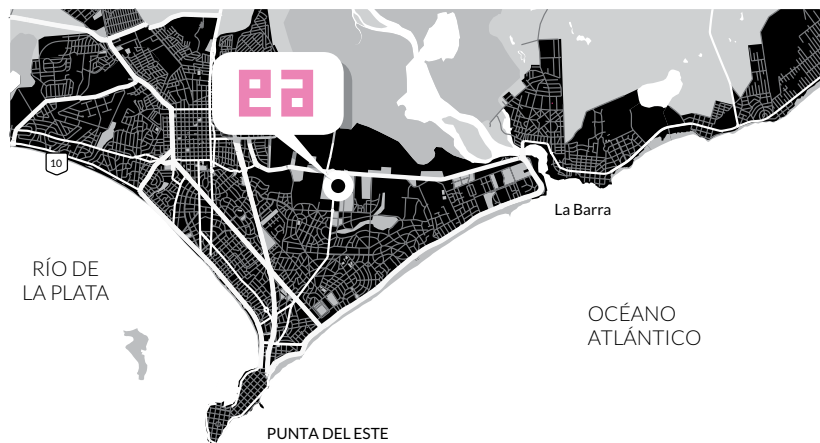 ea
10
La Barra
RÍO DE
LA PLATA
OCÉANO
ATLÁNTICO
PUNTA DEL ESTE